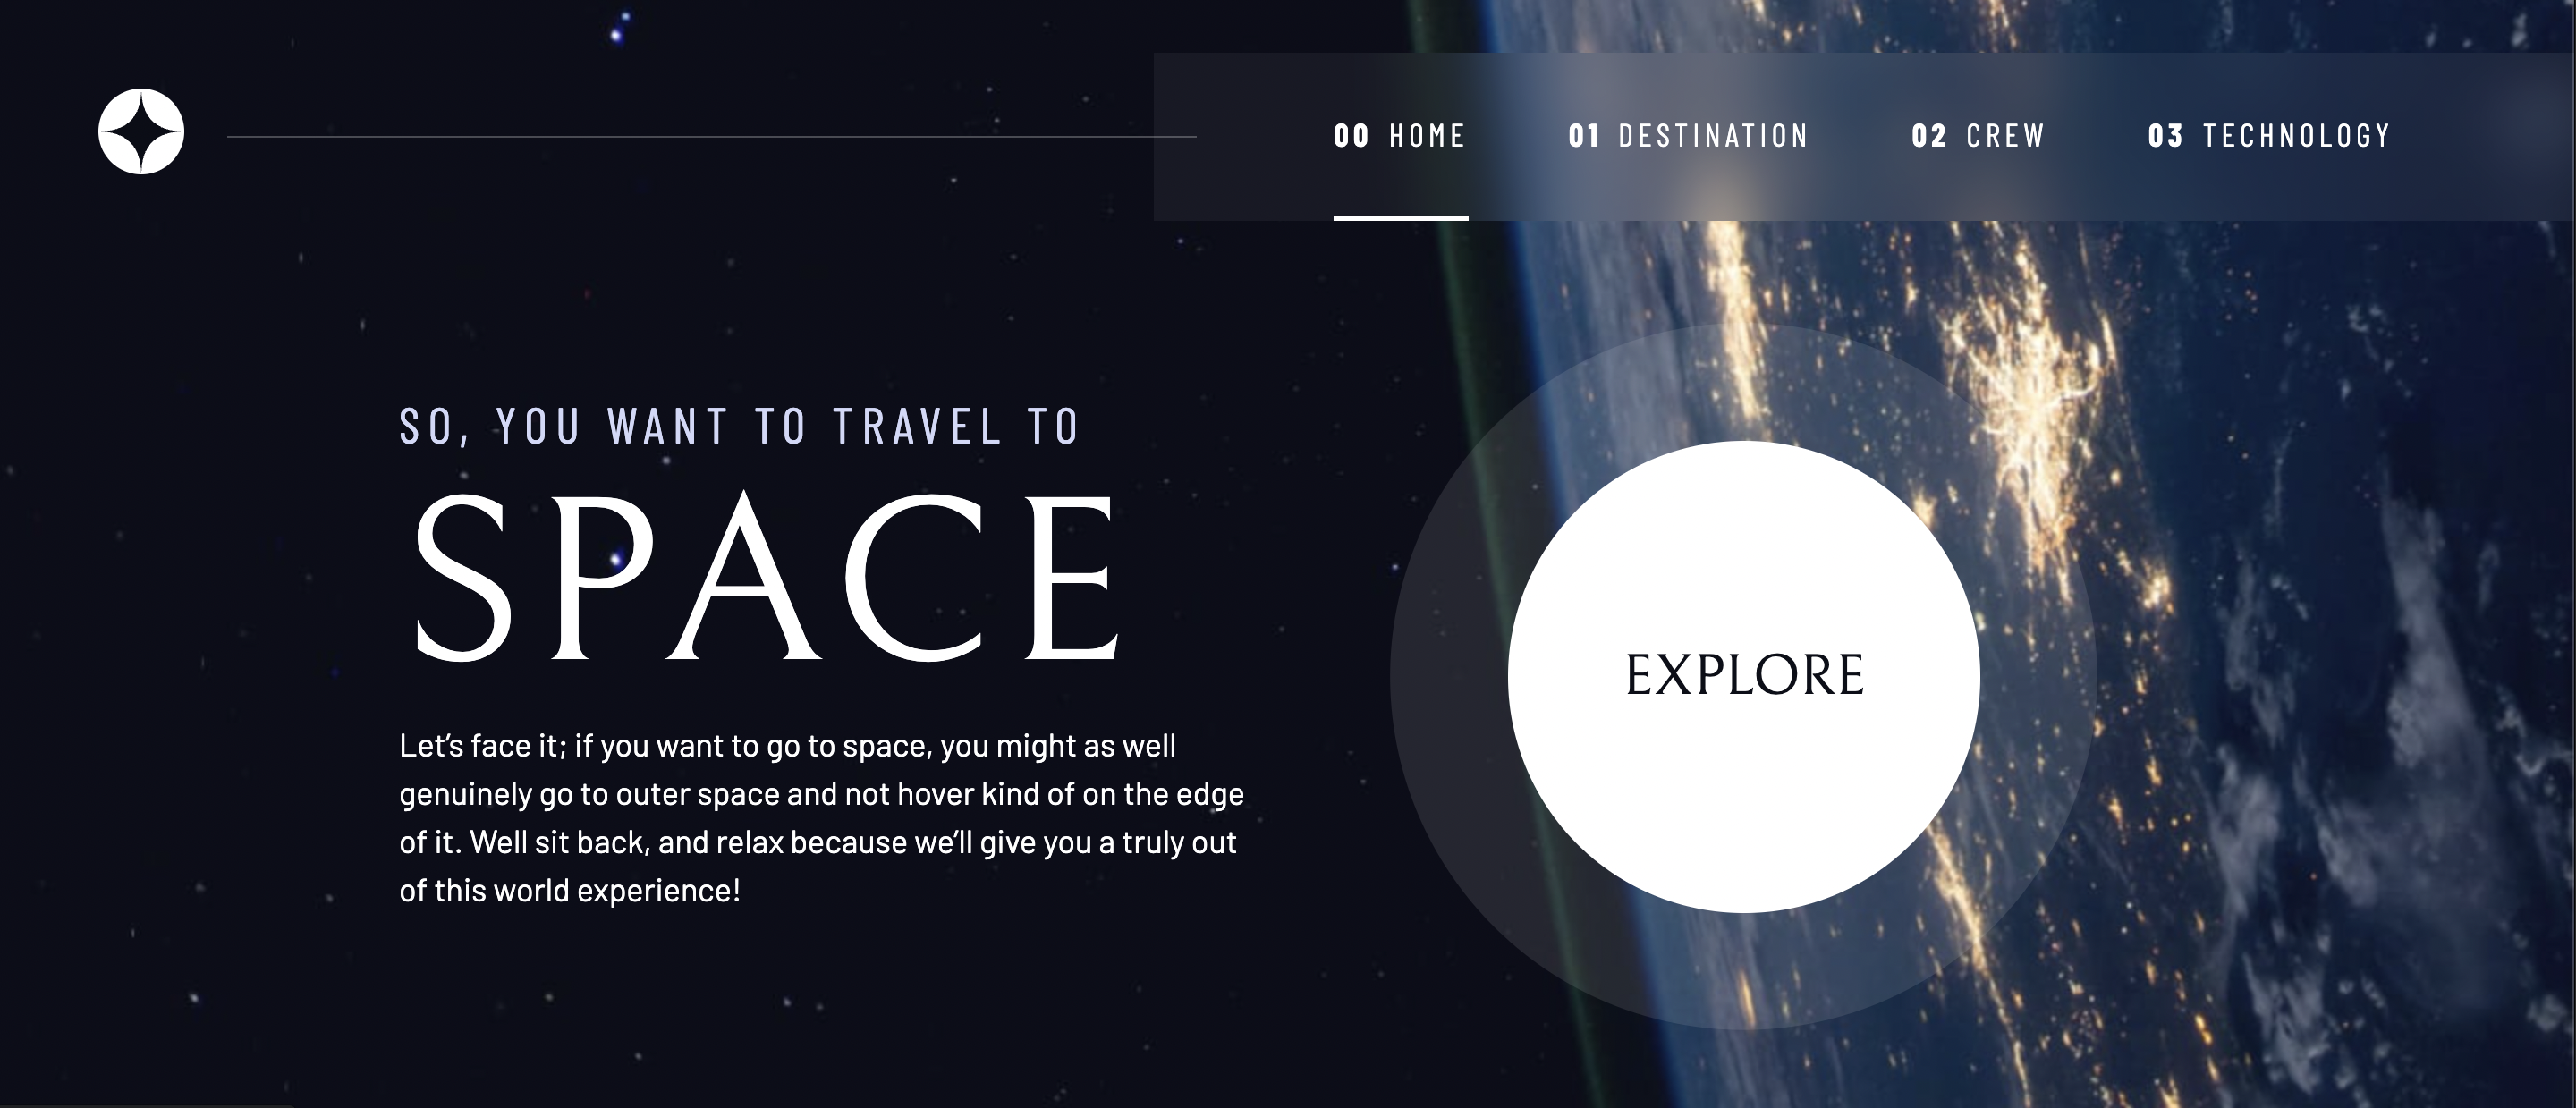 00 HOME 01 DESTINATION 02 CREW 03 TECHNOLOGY
SO, YOU WANT TO TRAVEL TO
SPACE
Let’s face it; if you want to go to space, you might as well
genuinely go to outer space and not hover kind of on the edge
of it. Well sit back, and relax because we’ll give you a truly out
of this world experience!
EXPLORE